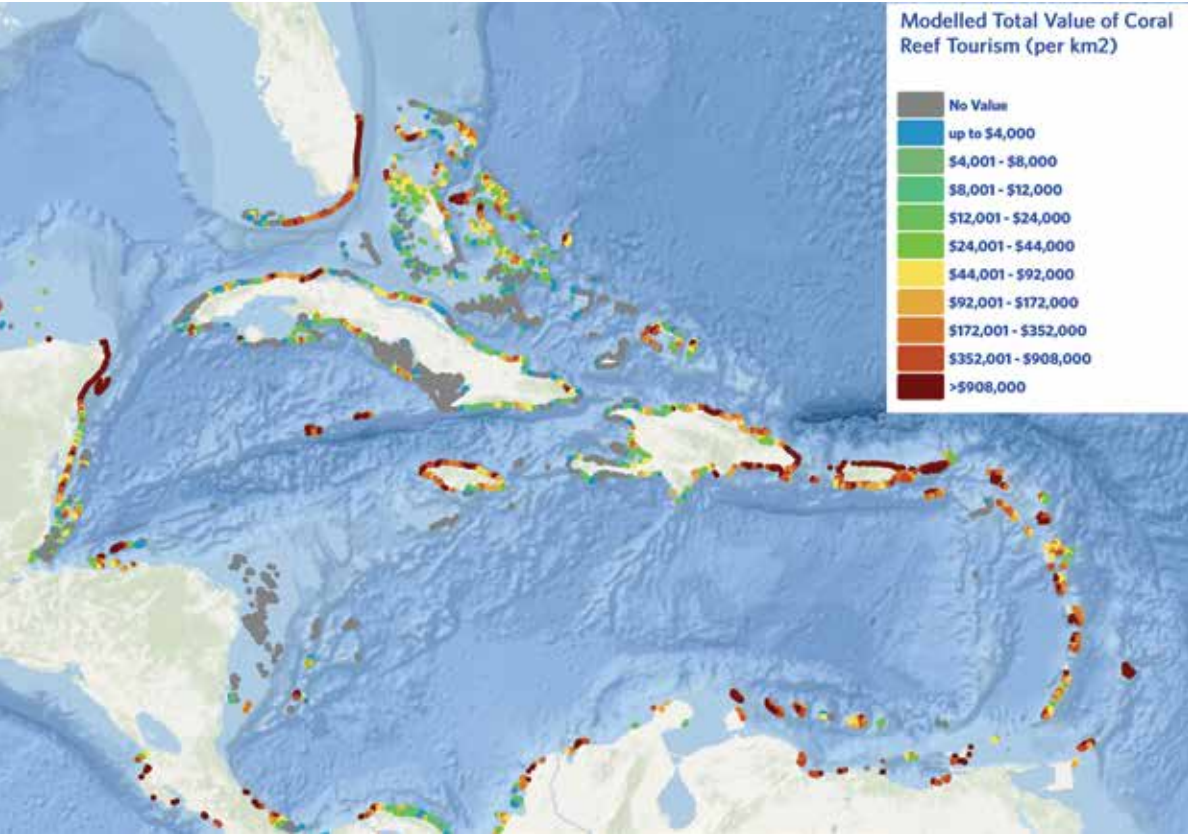 Modelled Total Value of Coral
Reef Tourism (per km2)
No Value
up to $4,000
$4,001 - $8,000
$8,001 - $12,000
$12,001 - $24,000
$24,001 - $44,000
$44,001 - $92,000
$92,001 - $172,000
$172,001 - $352,000
$352,001 - $908,000
>$908,000